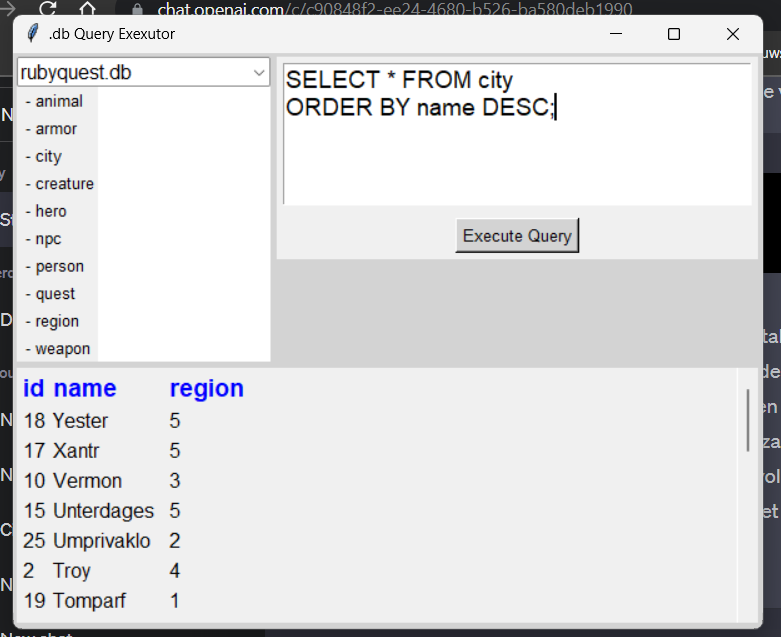 chat.openai.com/c/c90848f2-ee24-4680-b526-ba580deb1990
.db Query Exexutor
rubyquest.db
- animal
- armor
- city
- creature
- hero
- npc
- person
- quest
- region
- weapon
SELECT * FROM city
ORDER BY name DESC;
Execute Query
id name region
18 Yester 5
17 Xantr 5
10 Vermon 3
15 Unterdages 5
25 Umprivaklo 2
2 Troy 4
19 Tomparf 1